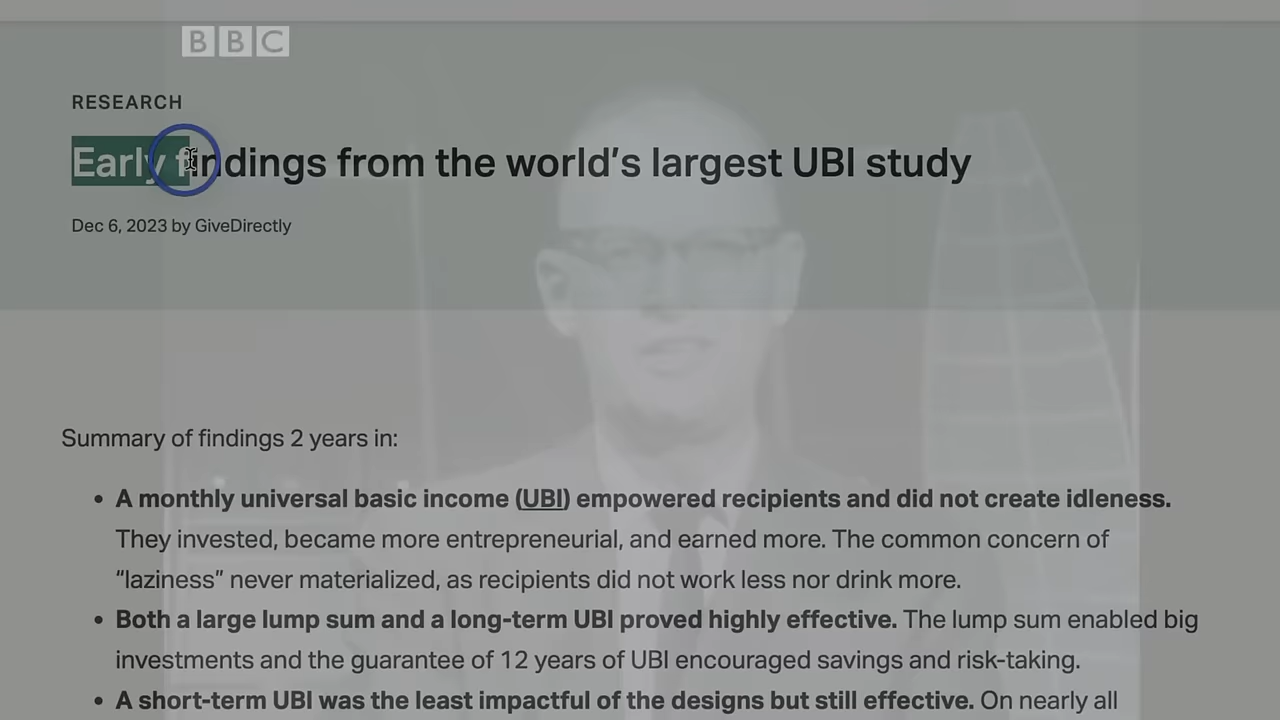 BBC
RESEARCH
Early findings from the world’s largest UBI study
Dec 6, 2023 by GiveDirectly
Summary of findings 2 years in:
• A monthly universal basic income (UBI) empowered recipients and did not create idleness.
They invested, became more entrepreneurial, and earned more. The common concern of
“laziness” never materialized, as recipients did not work less nor drink more.
• Both a large lump sum and a long-term UBI proved highly effective. The lump sum enabled big
investments and the guarantee of 12 years of UBI encouraged savings and risk-taking.
• A short-term UBI was the least impactful of the designs but still effective. On nearly all